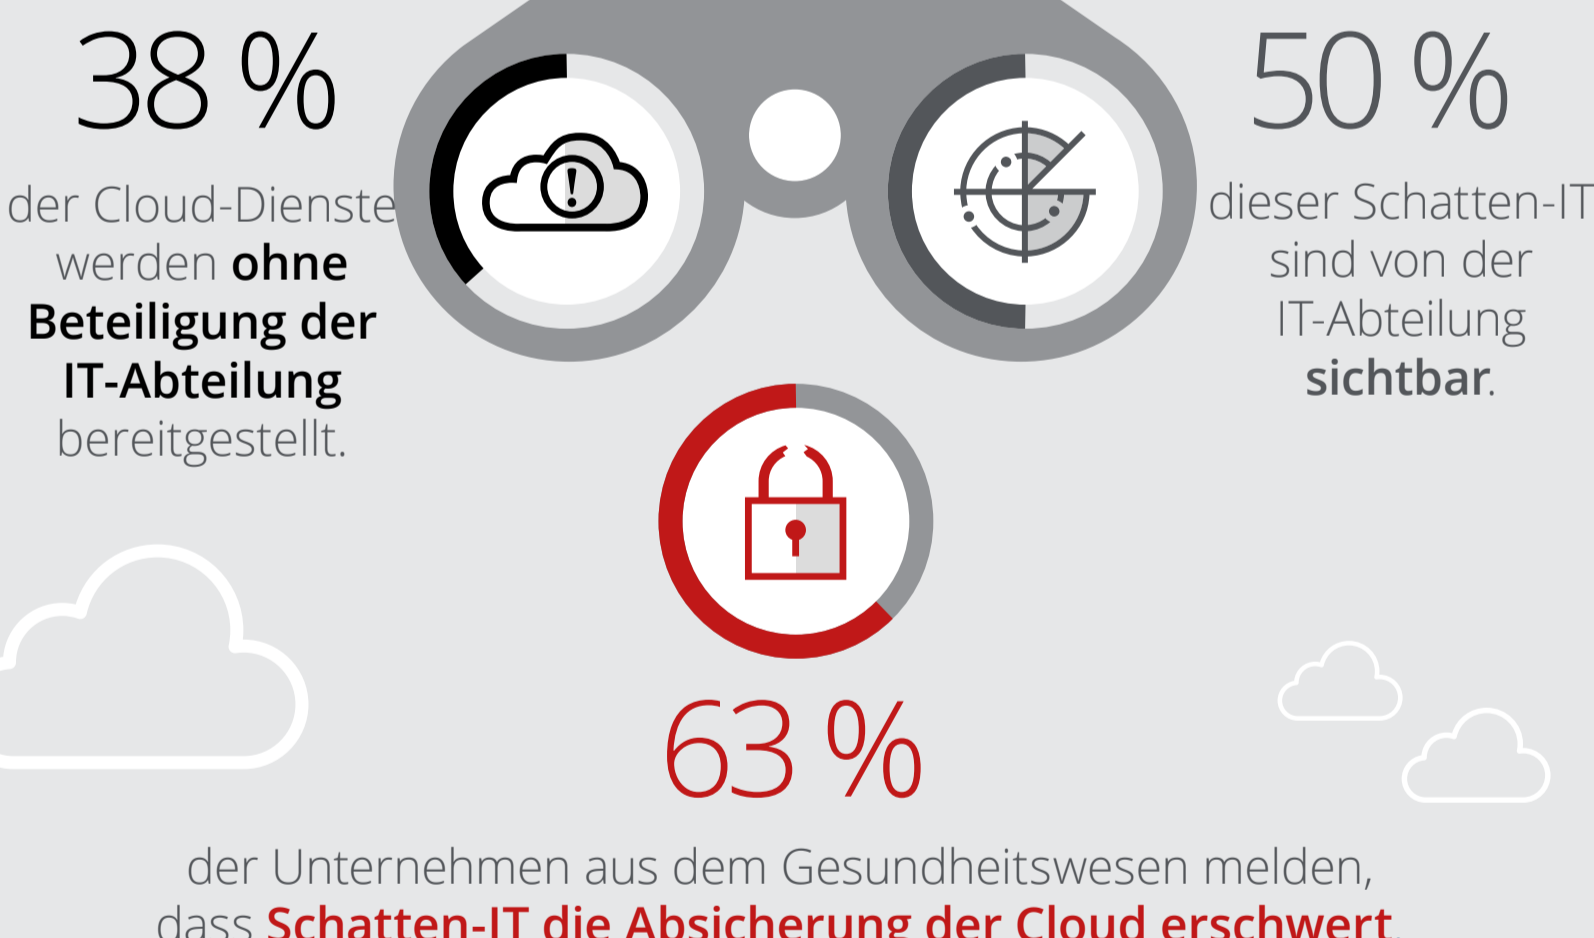 38 %
der Cloud-Dienste
werden ohne
Beteiligung der
IT-Abteilung
bereitgestellt.
50 %
dieser Schatten-IT
sind von der
IT-Abteilung
sichtbar.
63 %
der Unternehmen aus dem Gesundheitswesen melden,
dass Schatten-IT die Absicherung der Cloud erschwert.